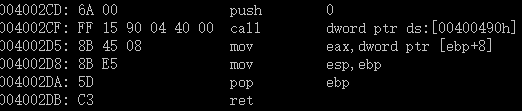 004002CD: 6A 00 push 0
004002CF: FF 15 90 04 40 00 call dword ptr ds:[00400490h]
004002D5: 8B 45 08 mov eax,dword ptr [ebp+8]
004002D8: 8B E5 mov esp,ebp
004002DA: 5D pop ebp
004002DB: C3 ret